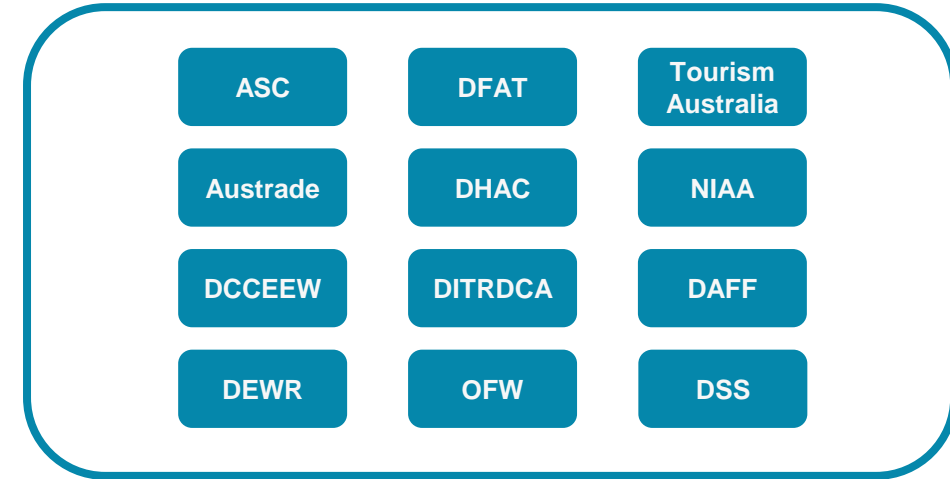 ASC
DFAT
Tourism
Australia
Austrade
DHAC
NIAA
DCCEEW
DITRDCA
DAFF
DEWR
OFW
DSS